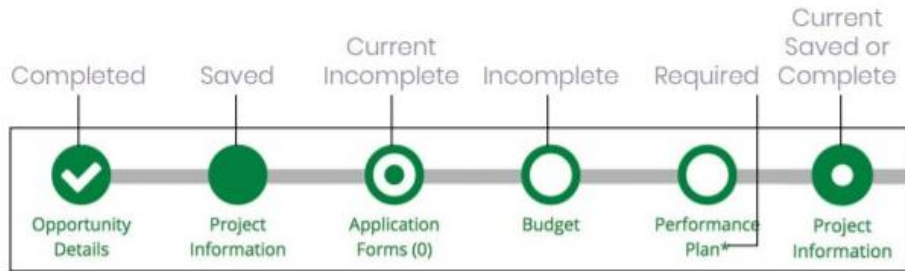 Completed
Saved
Current
Incomplete
Incomplete
Required
Current
Saved or
Complete
Opportunity
Details
Project
Information
Application
Forms (0)
Budget
Performance
Plan*
Project
Information